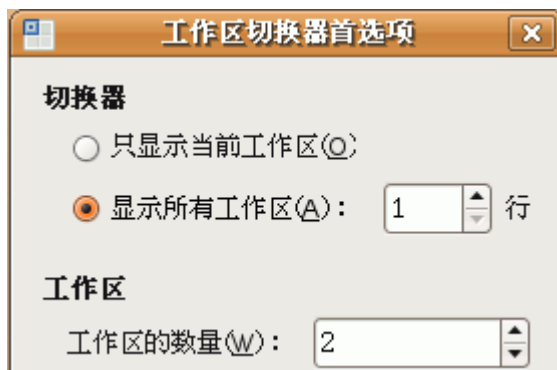 工作区切换器首选项
切换器
只显示当前工作区(O)
显示所有工作区(A)： 1 行
工作区
工作区的数量(W)： 2